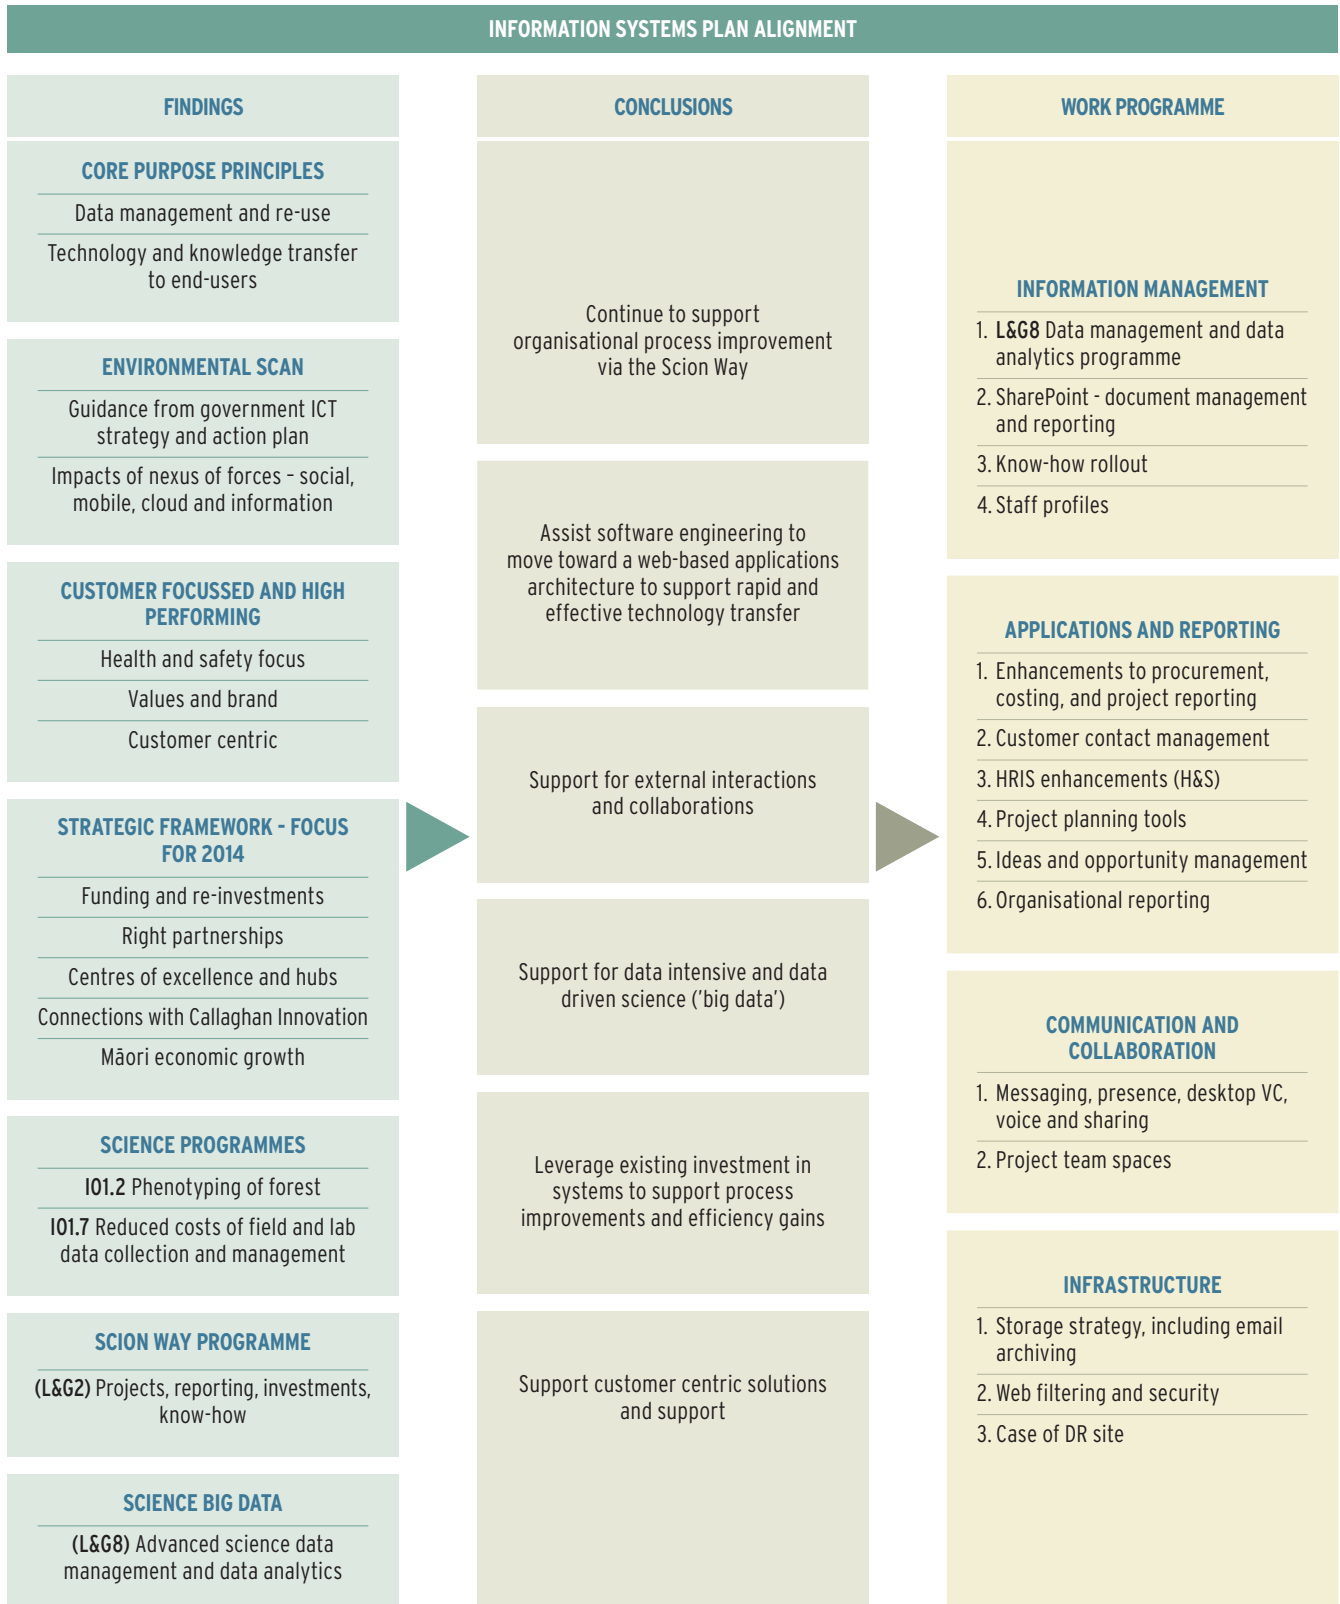 INFORMATION SYSTEMS PLAN ALIGNMENT
FINDINGS
CORE PURPOSE PRINCIPLES
Data management and re-use
Technology and knowledge transfer
to end-users
ENVIRONMENTAL SCAN
Guidance from government ICT
strategy and action plan
Impacts of nexus of forces – social,
mobile, cloud and information
CUSTOMER FOCUSSED AND HIGH
PERFORMING
Health and safety focus
Values and brand
Customer centric
STRATEGIC FRAMEWORK - FOCUS
FOR 2014
Funding and re-investments
Right partnerships
Centres of excellence and hubs
Connections with Callaghan Innovation
Māori economic growth
SCIENCE PROGRAMMES
IO1.2 Phenotyping of forest
IO1.7 Reduced costs of field and lab
data collection and management
SCION WAY PROGRAMME
(L&G2) Projects, reporting, investments,
know-how
SCIENCE BIG DATA
(L&G8) Advanced science data
management and data analytics
CONCLUSIONS
Continue to support
organisational process improvement
via the Scion Way
Assist software engineering to
move toward a web-based applications
architecture to support rapid and
effective technology transfer
Support for external interactions
and collaborations
Support for data intensive and data
driven science ('big data')
Leverage existing investment in
systems to support process
improvements and efficiency gains
Support customer centric solutions
and support
WORK PROGRAMME
INFORMATION MANAGEMENT
1. L&G8 Data management and data
analytics programme
2. SharePoint - document management
and reporting
3. Know-how rollout
4. Staff profiles
APPLICATIONS AND REPORTING
1. Enhancements to procurement,
costing, and project reporting
2. Customer contact management
3. HRIS enhancements (H&S)
4. Project planning tools
5. Ideas and opportunity management
6. Organisational reporting
COMMUNICATION AND
COLLABORATION
1. Messaging, presence, desktop VC,
voice and sharing
2. Project team spaces
INFRASTRUCTURE
1. Storage strategy, including email
archiving
2. Web filtering and security
3. Case of DR site